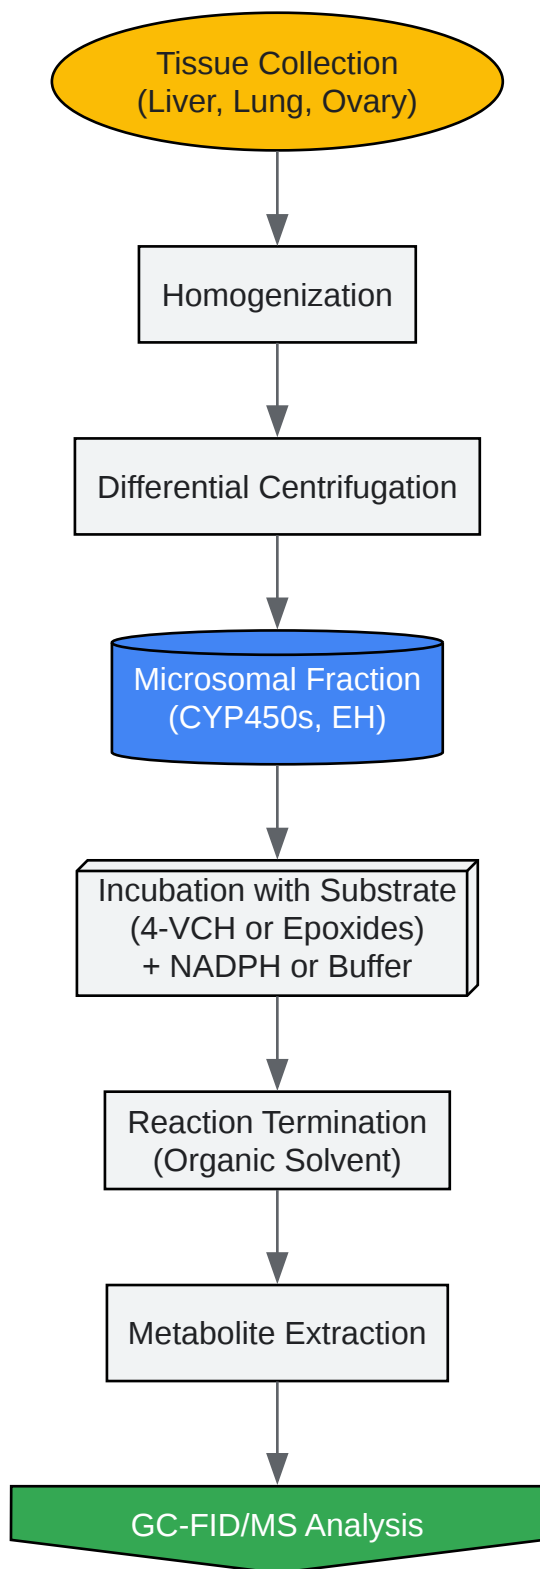 Tissue Collection
(Liver, Lung, Ovary)
Homogenization
Differential Centrifugation
Microsomal Fraction
(CYP450s, EH)
Incubation with Substrate
(4-VCH or Epoxides)
+ NADPH or Buffer
Reaction Termination
(Organic Solvent)
Metabolite Extraction
GC-FID/MS Analysis